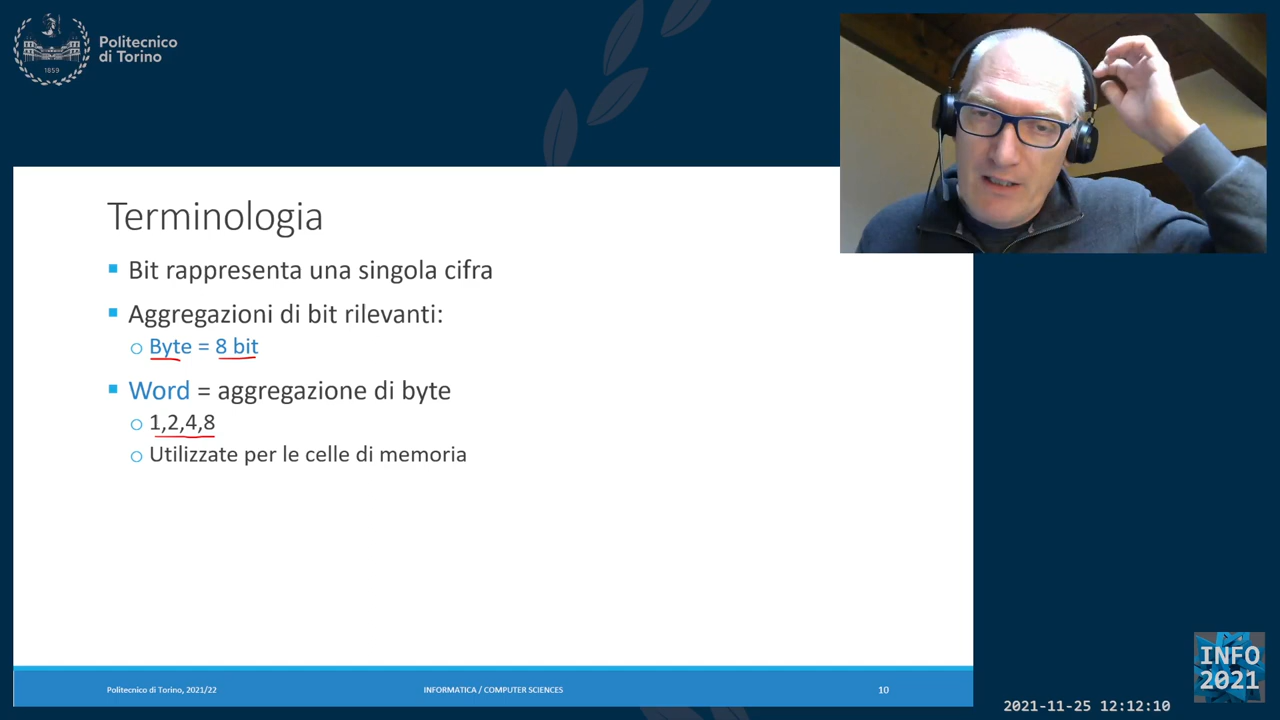 Politecnico
di Torino
1859
Terminologia
Bit rappresenta una singola cifra
Aggregazioni di bit rilevanti:
Byte = 8 bit
Word = aggregazione di byte
1,2,4,8
Utilizzate per le celle di memoria
Politecnico di Torino, 2021/22
INFORMATICA / COMPUTER SCIENCES
10
INFO
2021
2021-11-25 12:12:10